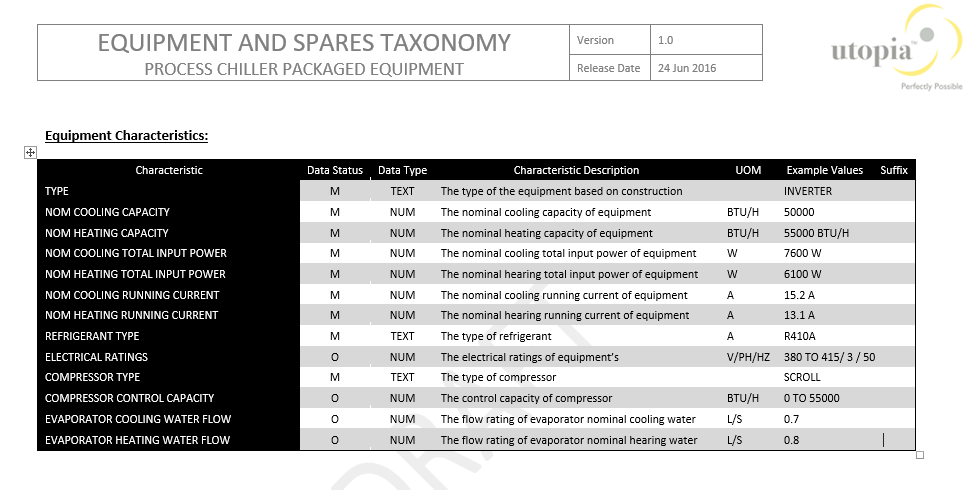 EQUIPMENT AND SPARES TAXONOMY
PROCESS CHILLER PACKAGED EQUIPMENT
Version 1.0
Release Date 24 Jun 2016
utopia™
Perfectly Possible
Equipment Characteristics:
Characteristic Data Status Data Type Characteristic Description UOM Example Values Suffix
TYPE M TEXT The type of the equipment based on construction INVERTER
NOM COOLING CAPACITY M NUM The nominal cooling capacity of equipment BTU/H 50000
NOM HEATING CAPACITY M NUM The nominal heating capacity of equipment BTU/H 55000 BTU/H
NOM COOLING TOTAL INPUT POWER M NUM The nominal cooling total input power of equipment W 7600 W
NOM HEATING TOTAL INPUT POWER M NUM The nominal hearing total input power of equipment W 6100 W
NOM COOLING RUNNING CURRENT M NUM The nominal cooling running current of equipment A 15.2 A
NOM HEATING RUNNING CURRENT M NUM The nominal hearing running current of equipment A 13.1 A
REFRIGERANT TYPE M TEXT The type of refrigerant A R410A
ELECTRICAL RATINGS O NUM The electrical ratings of equipment's V/PH/HZ 380 TO 415/ 3 / 50
COMPRESSOR TYPE M TEXT The type of compressor SCROLL
COMPRESSOR CONTROL CAPACITY O NUM The control capacity of compressor BTU/H 0 TO 55000
EVAPORATOR COOLING WATER FLOW O NUM The flow rating of evaporator nominal cooling water L/S 0.7
EVAPORATOR HEATING WATER FLOW O NUM The flow rating of evaporator nominal hearing water L/S 0.8
DRAFT